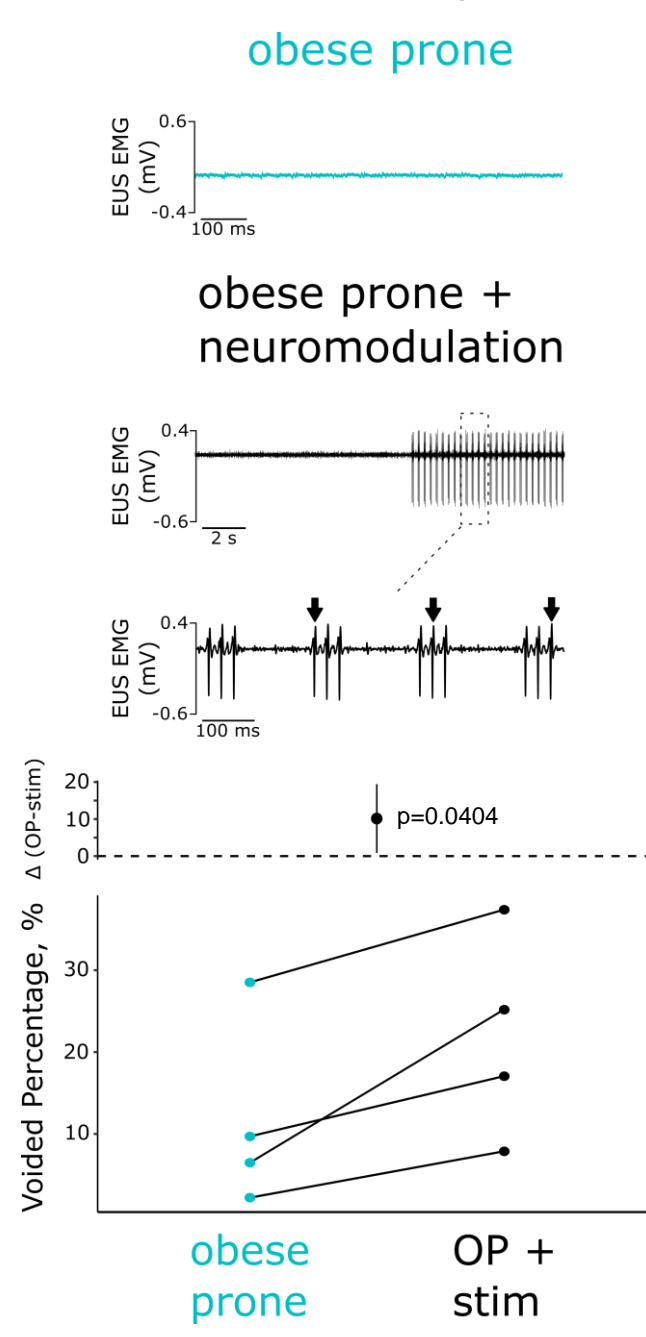 obese prone
EUS EMG
(mV)
0.6
-0.4
100 ms
obese prone +
neuromodulation
EUS EMG
(mV)
0.4
-0.6
2 s
EUS EMG
(mV)
0.4
-0.6
100 ms
Δ (OP-stim)
20
10
0
p=0.0404
Voided Percentage, %
30
20
10
obese
prone
OP +
stim